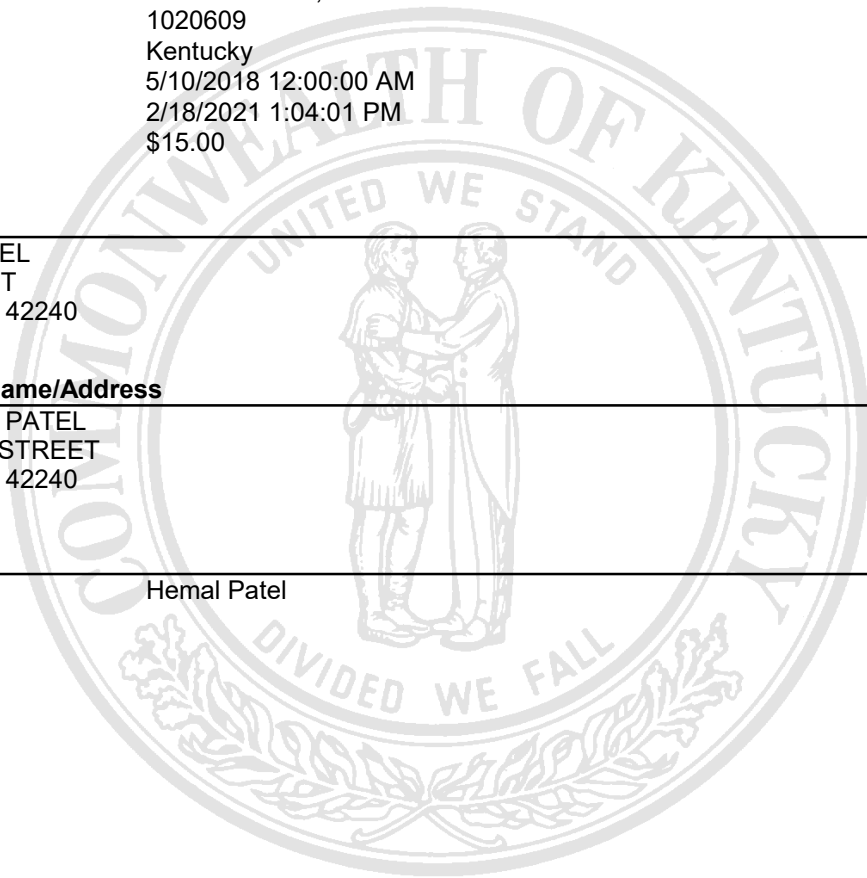 1020609
Kentucky
5/10/2018 12:00:00 AM
2/18/2021 1:04:01 PM
$15.00
COMMONWEALTH OF KENTUCKY
UNITED WE STAND
EL
T
42240
ame/Address
PATEL
STREET
42240
Hemal Patel
DIVIDED WE FALL